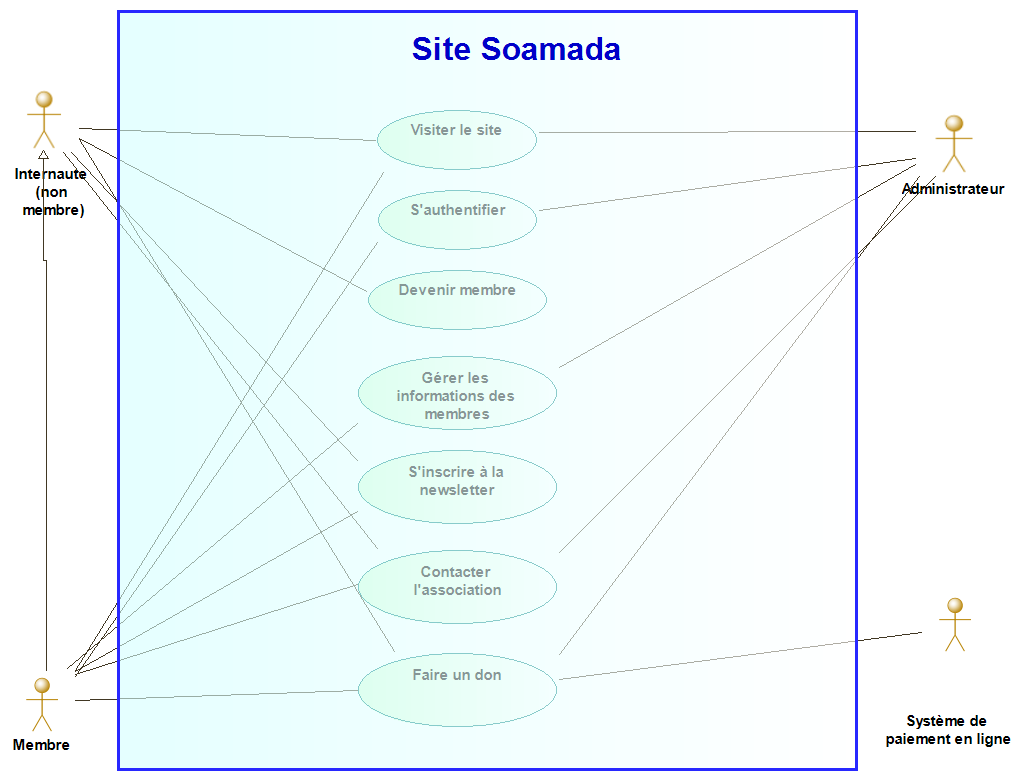 Site Soamada
Visiter le site
Internaute
(non
membre)
Administrateur
S'authentifier
Devenir membre
Gérer les
informations des
membres
S'inscrire à la
newsletter
Contacter
l'association
Faire un don
Membre
Système de
paiement en ligne